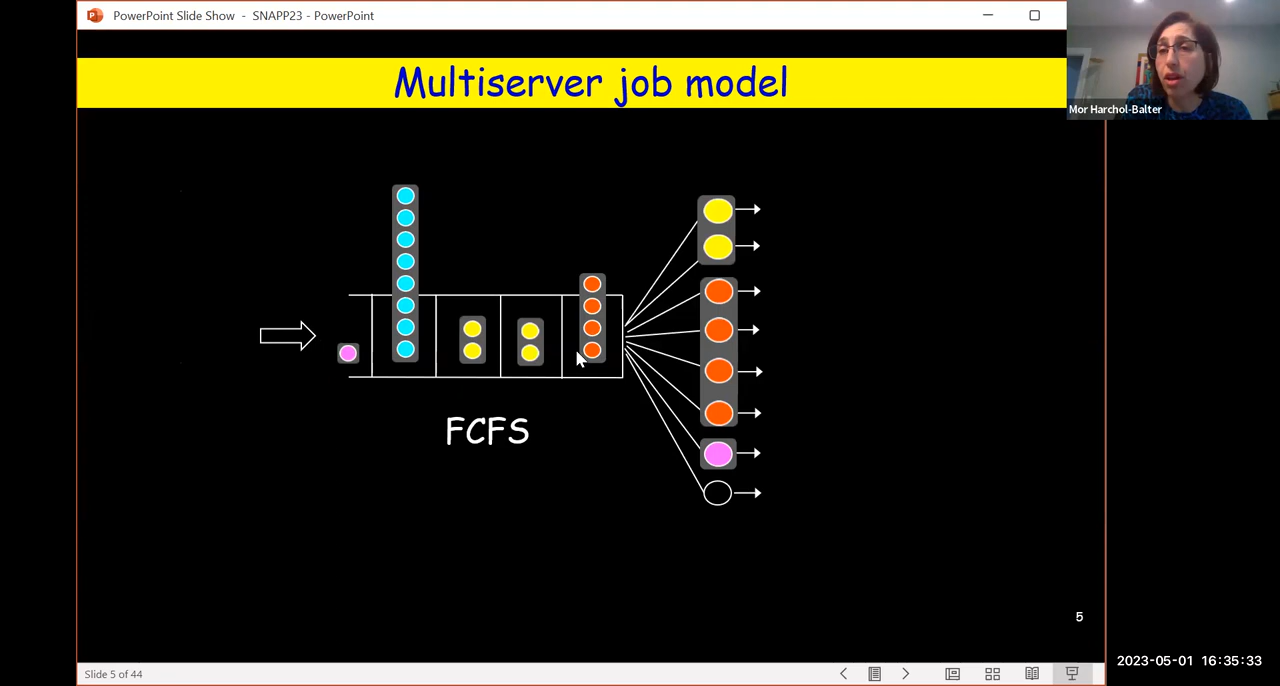 PowerPoint Slide Show - SNAPP23 - PowerPoint
Multiserver job model
Mor Harchol-Balter
FCFS
5
2023-05-01 16:35:33
Slide 5 of 44